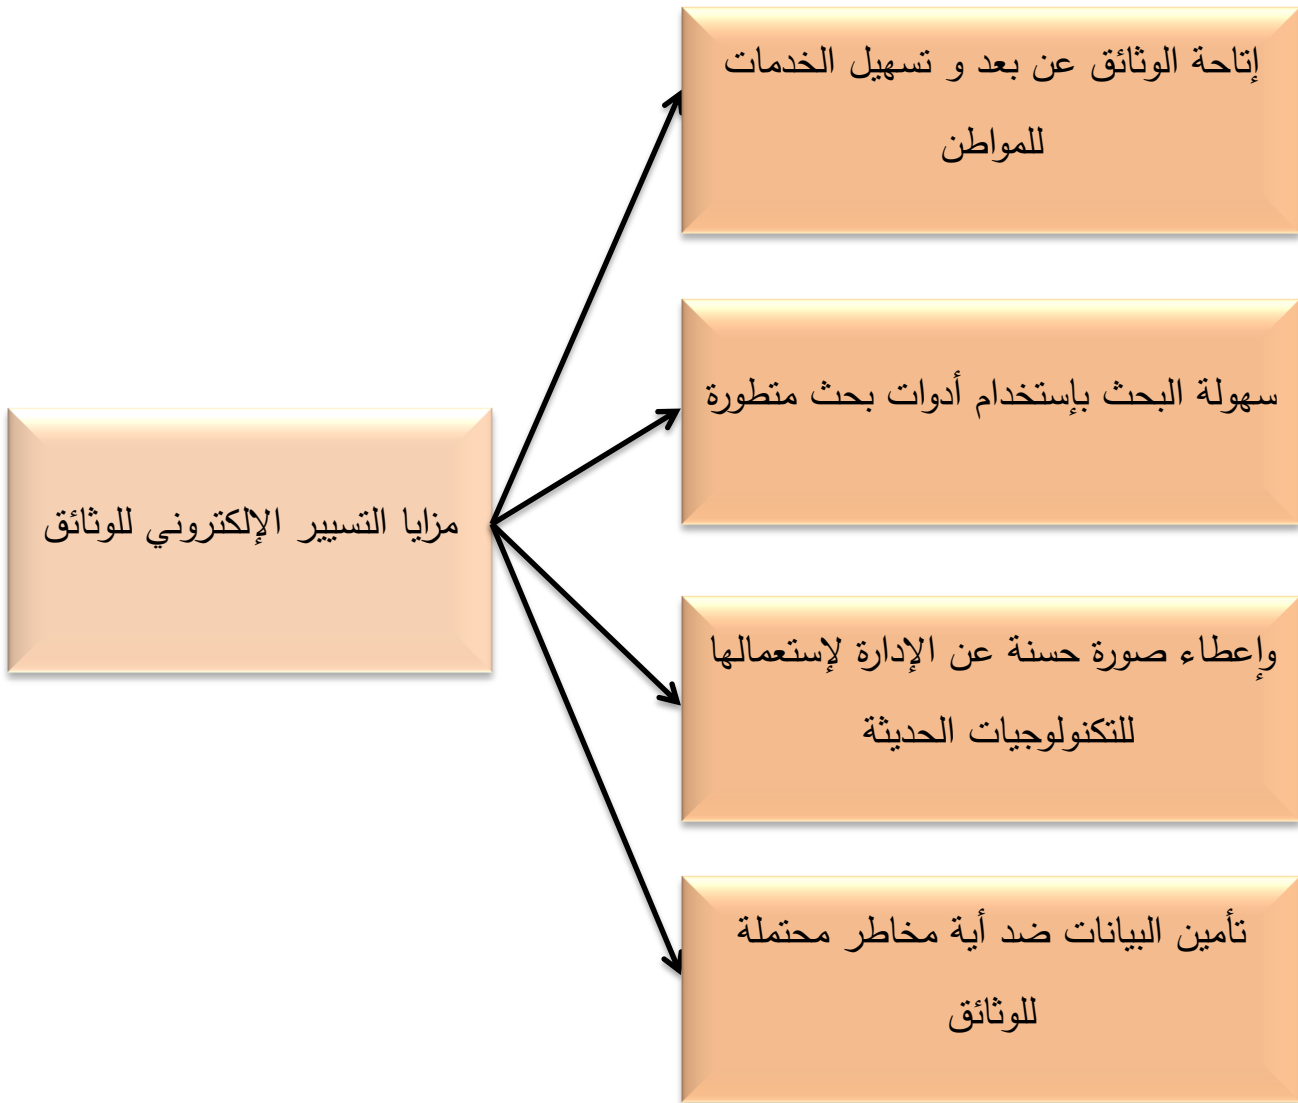 مزايا التسيير الإلكتروني للوثائق
إتاحة الوثائق عن بعد و تسهيل الخدمات
للمواطن
سهولة البحث بإستخدام أدوات بحث متطورة
وإعطاء صورة حسنة عن الإدارة لإستعمالها
للتكنولوجيات الحديثة
تأمين البيانات ضد أية مخاطر محتملة
للوثائق